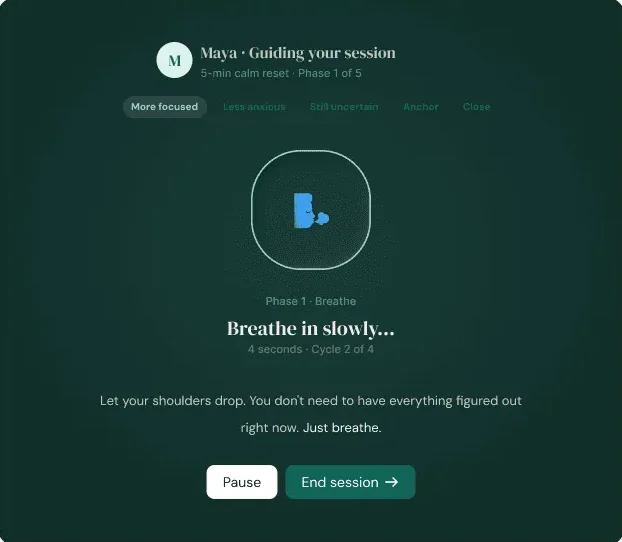 M
Maya · Guiding your session
5-min calm reset · Phase 1 of 5
More focused Less anxious Still uncertain Anchor Close
Phase 1 · Breathe
Breathe in slowly...
4 seconds · Cycle 2 of 4
Let your shoulders drop. You don't need to have everything figured out
right now. Just breathe.
Pause End session →